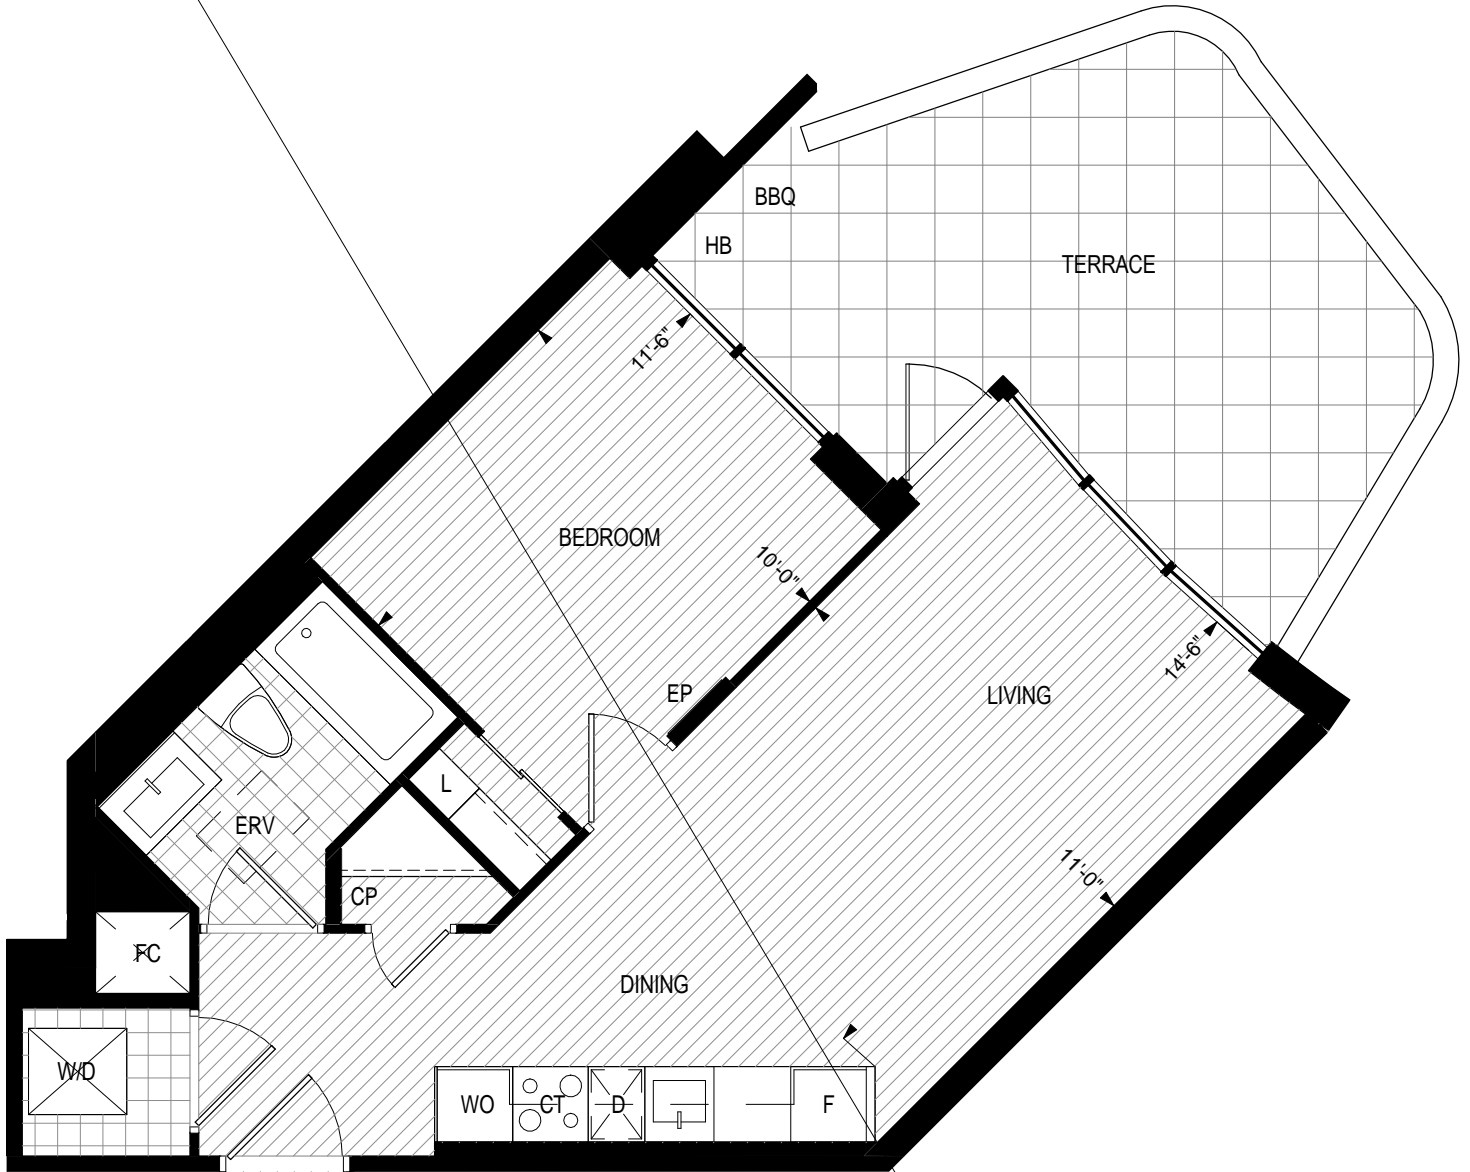 BBQ
HB
TERRACE
11'-6"
BEDROOM
10'-0"
14'-6"
EP
LIVING
L
ERV
11'-0"
CP
FC
DINING
W/D
WO
CT
D
F